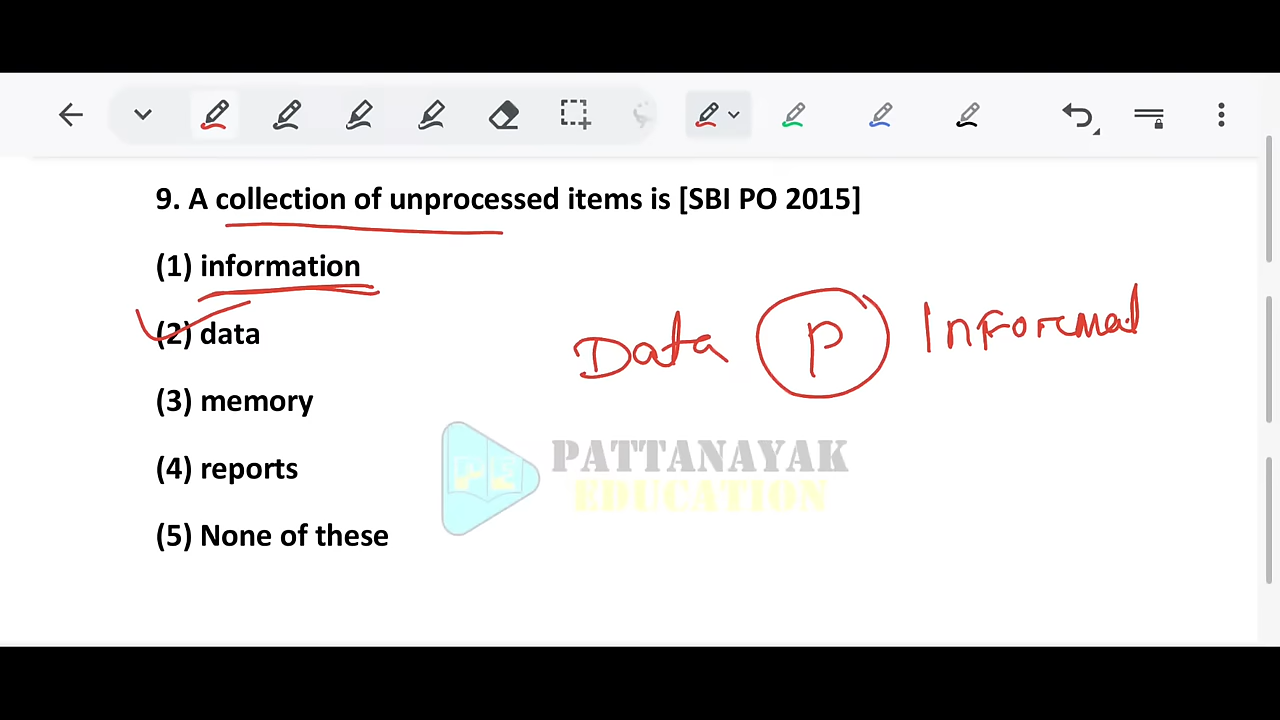 9. A collection of unprocessed items is [SBI PO 2015]
(1) information
(2) data
Data P Informat
(3) memory
(4) reports
(5) None of these
PATTANAYAK
EDUCATION